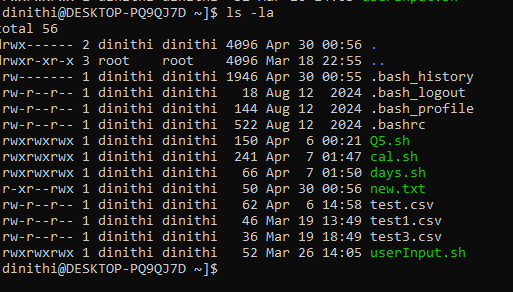 dinithi@DESKTOP-PQ9QJ7D ~]$ ls -la
total 56
drwx------ 2 dinithi dinithi 4096 Apr 30 00:56 .
drwxr-xr-x 3 root    root    4096 Mar 18 22:55 ..
rw------- 1 dinithi dinithi 1946 Apr 30 00:55 .bash_history
rw-r--r-- 1 dinithi dinithi   18 Aug 12  2024 .bash_logout
rw-r--r-- 1 dinithi dinithi  144 Aug 12  2024 .bash_profile
rw-r--r-- 1 dinithi dinithi  522 Aug 12  2024 .bashrc
rwxrwxrwx 1 dinithi dinithi  150 Apr  6 00:21 Q5.sh
rwxrwxrwx 1 dinithi dinithi  241 Apr  7 01:47 cal.sh
rwxrwxrwx 1 dinithi dinithi   66 Apr  7 01:50 days.sh
r-xr--rwx 1 dinithi dinithi   50 Apr 30 00:56 new.txt
rw-r--r-- 1 dinithi dinithi   62 Apr  6 14:58 test.csv
rw-r--r-- 1 dinithi dinithi   46 Mar 19 13:49 test1.csv
rw-r--r-- 1 dinithi dinithi   36 Mar 19 18:49 test3.csv
rwxrwxrwx 1 dinithi dinithi   52 Mar 26 14:05 userInput.sh
dinithi@DESKTOP-PQ9QJ7D ~]$